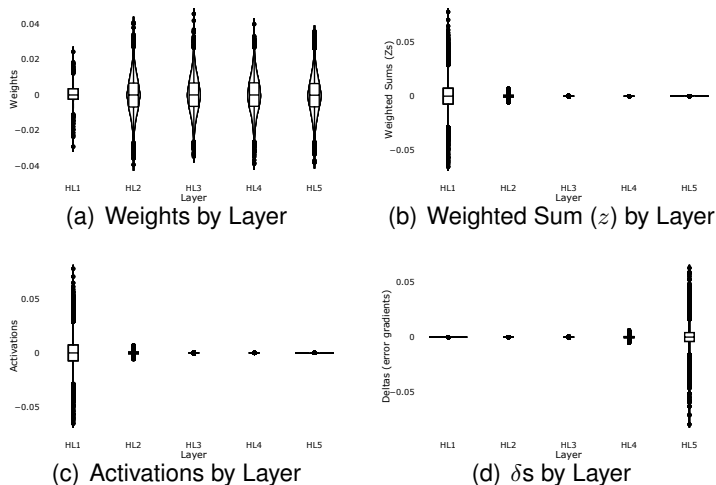 0.04
0.02
0
−0.02
−0.04
Weights
HL1 HL2 HL3 HL4 HL5
Layer
(a) Weights by Layer
0.05
0
−0.05
Weighted Sums (Zs)
HL1 HL2 HL3 HL4 HL5
Layer
(b) Weighted Sum (z) by Layer
0.05
0
−0.05
Activations
HL1 HL2 HL3 HL4 HL5
Layer
(c) Activations by Layer
0.05
0
−0.05
Deltas (error gradients)
HL1 HL2 HL3 HL4 HL5
Layer
(d) δs by Layer